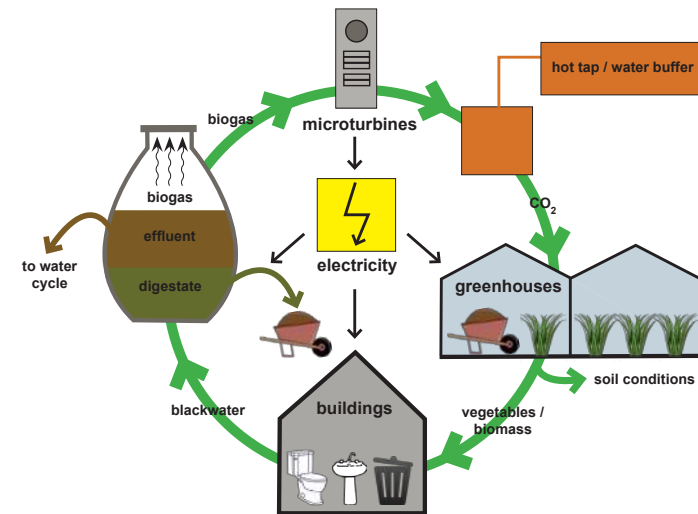 hot tap / water buffer
biogas
microturbines
biogas
CO₂
effluent
to water
cycle
digestate
electricity
greenhouses
soil conditions
blackwater
buildings
vegetables /
biomass